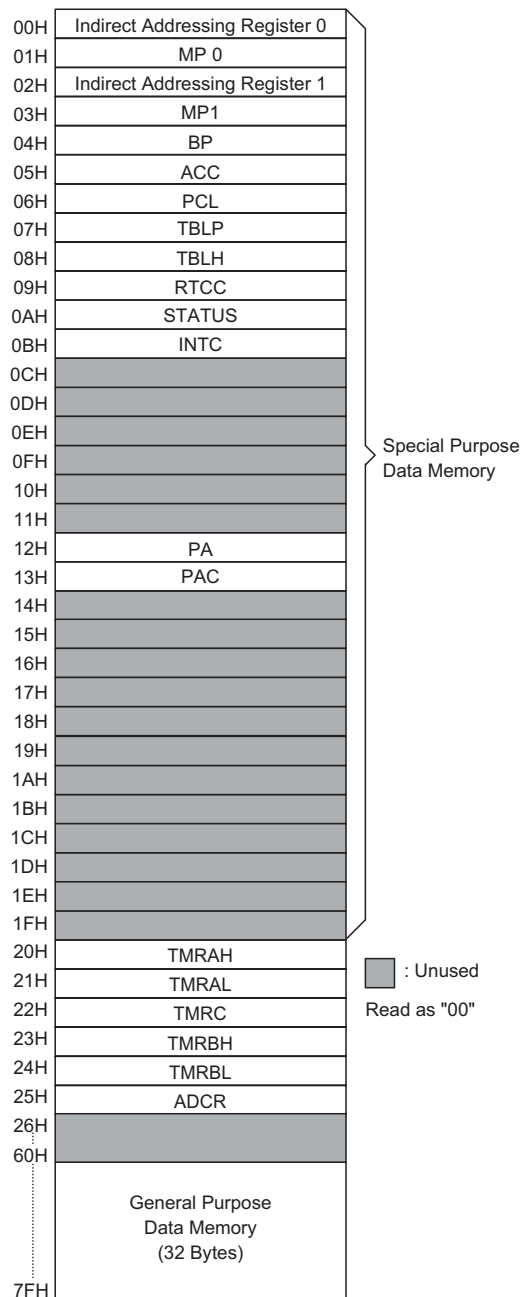 00H Indirect Addressing Register 0
01H MP 0
02H Indirect Addressing Register 1
03H MP1
04H BP
05H ACC
06H PCL
07H TBLP
08H TBLH
09H RTCC
0AH STATUS
0BH INTC
0CH
0DH
0EH
0FH
10H
11H
12H PA
13H PAC
14H
15H
16H
17H
18H
19H
1AH
1BH
1CH
1DH
1EH
1FH
20H TMRAH
21H TMRAL
22H TMRC
23H TMRBH
24H TMRBL
25H ADCR
26H
60H
General Purpose
Data Memory
(32 Bytes)
7FH
Special Purpose
Data Memory
: Unused
Read as "00"